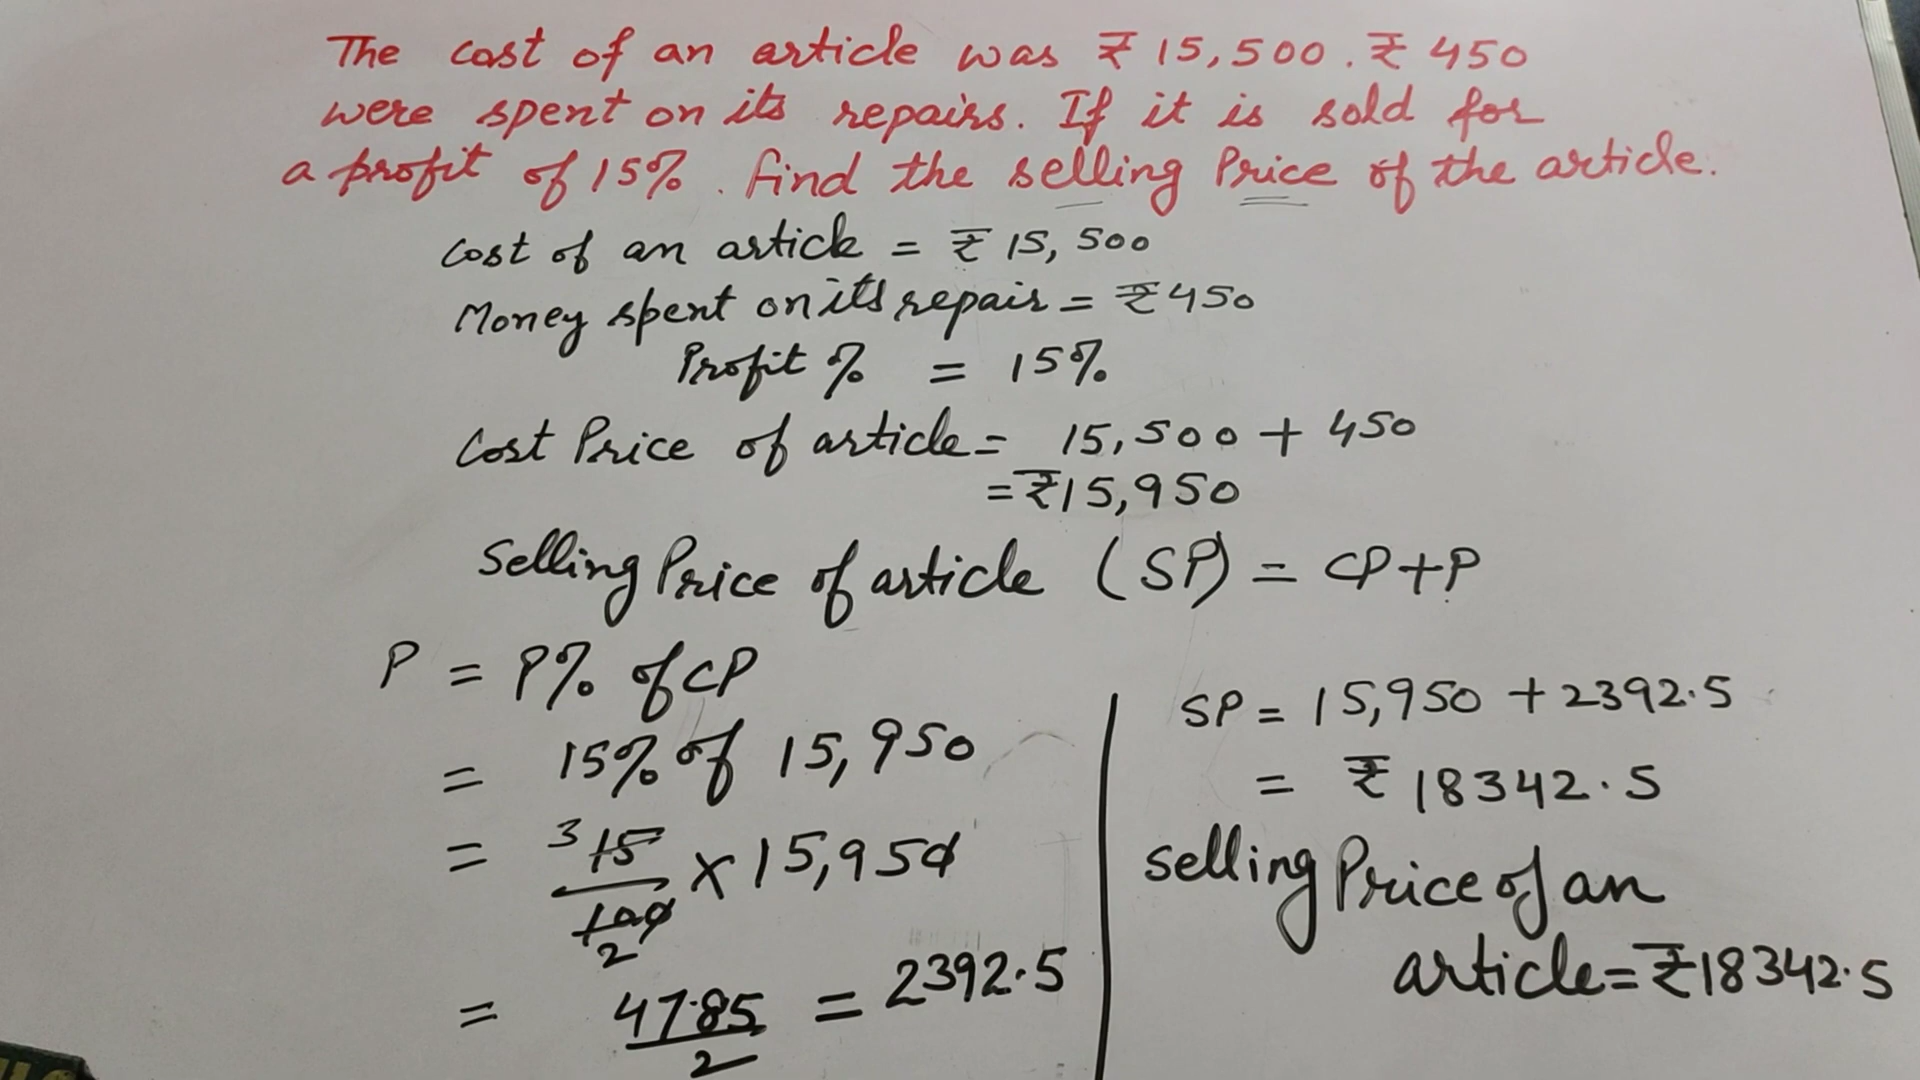 The cost of an article was ₹ 15,500. ₹ 450
were spent on its repairs. If it is sold for
a profit of 15%. find the selling Price of the article.
Cost of an article = ₹ 15, 500
Money spent on its repair = ₹450
Profit % = 15%
Cost Price of article = 15,500 + 450
= ₹15,950
Selling Price of article (SP) = CP+P
P = P% of CP
= 15% of 15,950
= 3 15/100 2 × 15,950
= 4785/2 = 2392.5
SP = 15,950 + 2392.5
= ₹ 18342.5
Selling Price of an
article = ₹18342.5